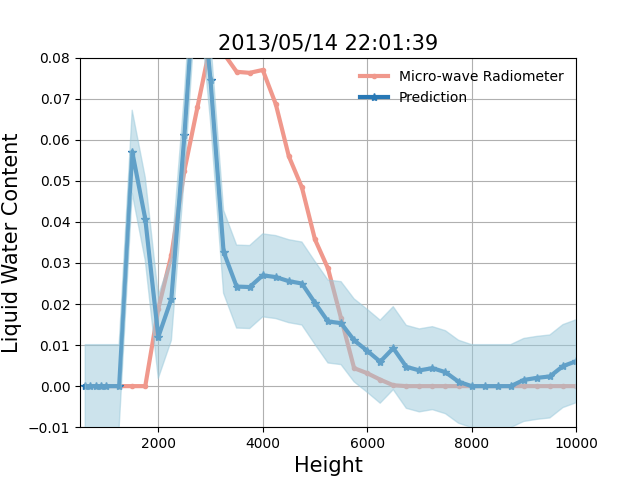 2013/05/14 22:01:39
Micro-wave Radiometer
Prediction
Liquid Water Content
0.08
0.07
0.06
0.05
0.04
0.03
0.02
0.01
0.00
−0.01
2000 4000 6000 8000 10000
Height